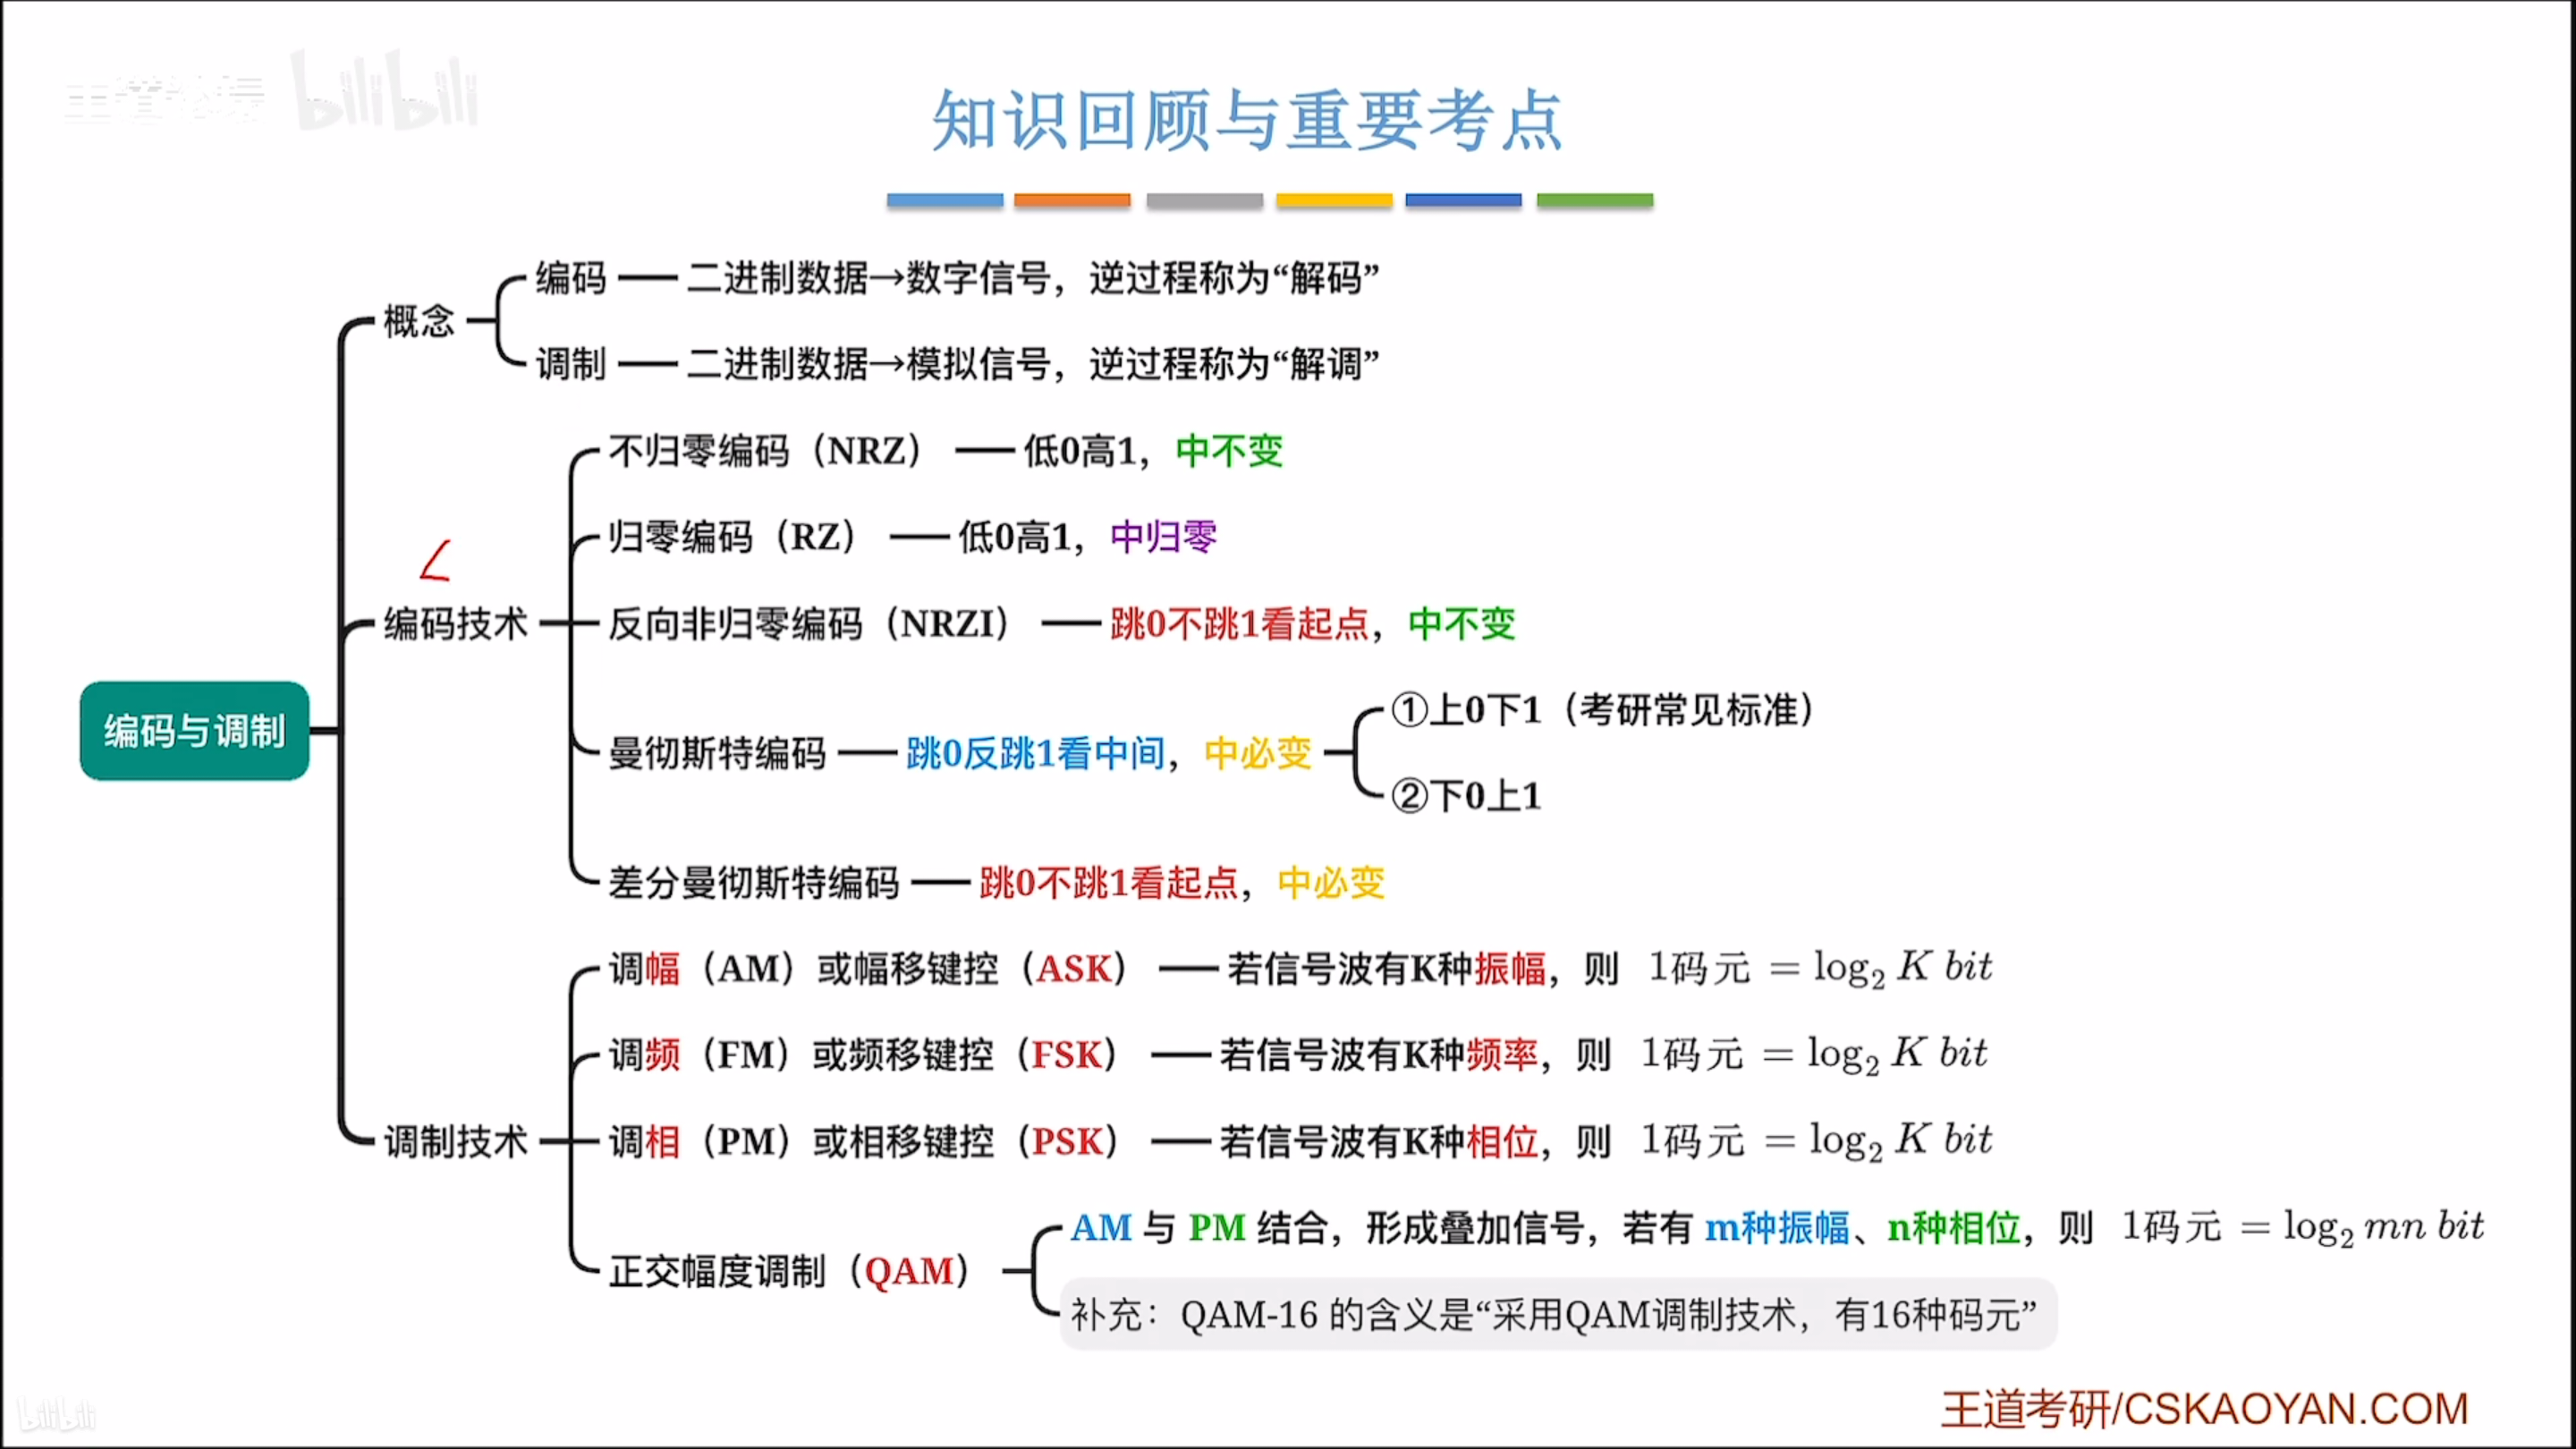 bilibili
知识回顾与重要考点
编码与调制
概念
编码 二进制数据→数字信号，逆过程称为“解码”
调制 二进制数据→模拟信号，逆过程称为“解调”
编码技术
不归零编码（NRZ） 低0高1，中不变
归零编码（RZ） 低0高1，中归零
反向非归零编码（NRZI） 跳0不跳1看起点，中不变
曼彻斯特编码 跳0反跳1看中间，中必变
①上0下1（考研常见标准）
②下0上1
差分曼彻斯特编码 跳0不跳1看起点，中必变
调制技术
调幅（AM）或幅移键控（ASK） 若信号波有K种振幅，则 1码元 = log₂ K bit
调频（FM）或频移键控（FSK） 若信号波有K种频率，则 1码元 = log₂ K bit
调相（PM）或相移键控（PSK） 若信号波有K种相位，则 1码元 = log₂ K bit
正交幅度调制（QAM）
AM 与 PM 结合，形成叠加信号，若有 m种振幅、n种相位，则 1码元 = log₂ mn bit
补充：QAM-16 的含义是“采用QAM调制技术，有16种码元”
bilibili
王道考研/CSKAOYAN.COM